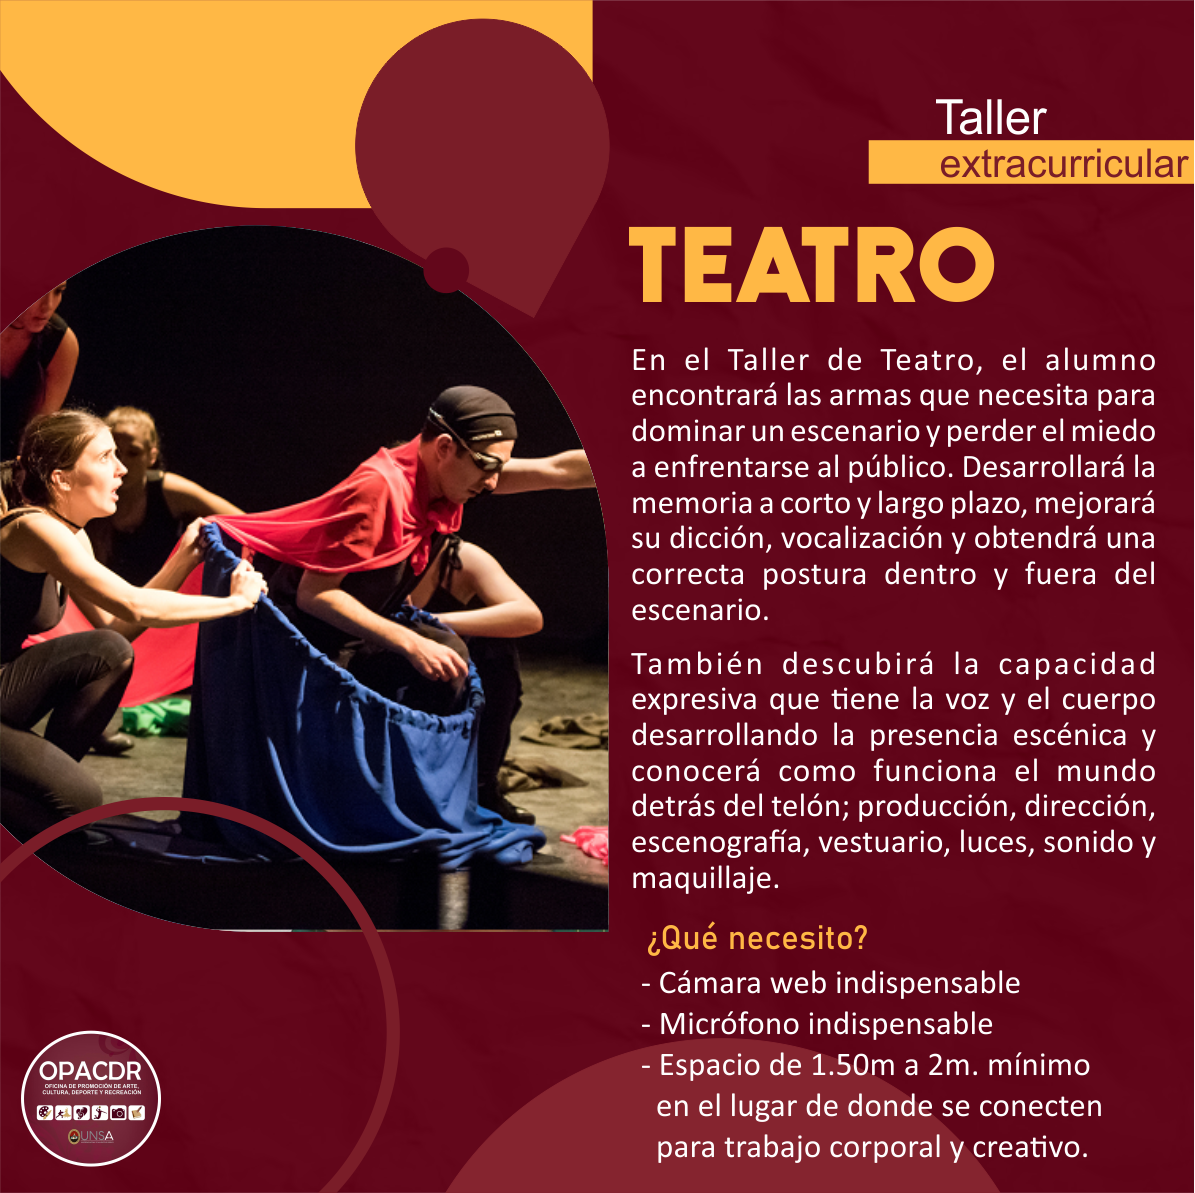 Taller
extracurricular
TEATRO
En el Taller de Teatro, el alumno
encontrará las armas que necesita para
dominar un escenario y perder el miedo
a enfrentarse al público. Desarrollará la
memoria a corto y largo plazo, mejorará
su dicción, vocalización y obtendrá una
correcta postura dentro y fuera del
escenario.
También descubrirá la capacidad
expresiva que tiene la voz y el cuerpo
desarrollando la presencia escénica y
conocerá como funciona el mundo
detrás del telón; producción, dirección,
escenografía, vestuario, luces, sonido y
maquillaje.
¿Qué necesito?
- Cámara web indispensable
- Micrófono indispensable
- Espacio de 1.50m a 2m. mínimo
en el lugar de donde se conecten
para trabajo corporal y creativo.
OPACDR
OFICINA DE PROMOCIÓN DE ARTE,
CULTURA, DEPORTE Y RECREACIÓN
UNSA